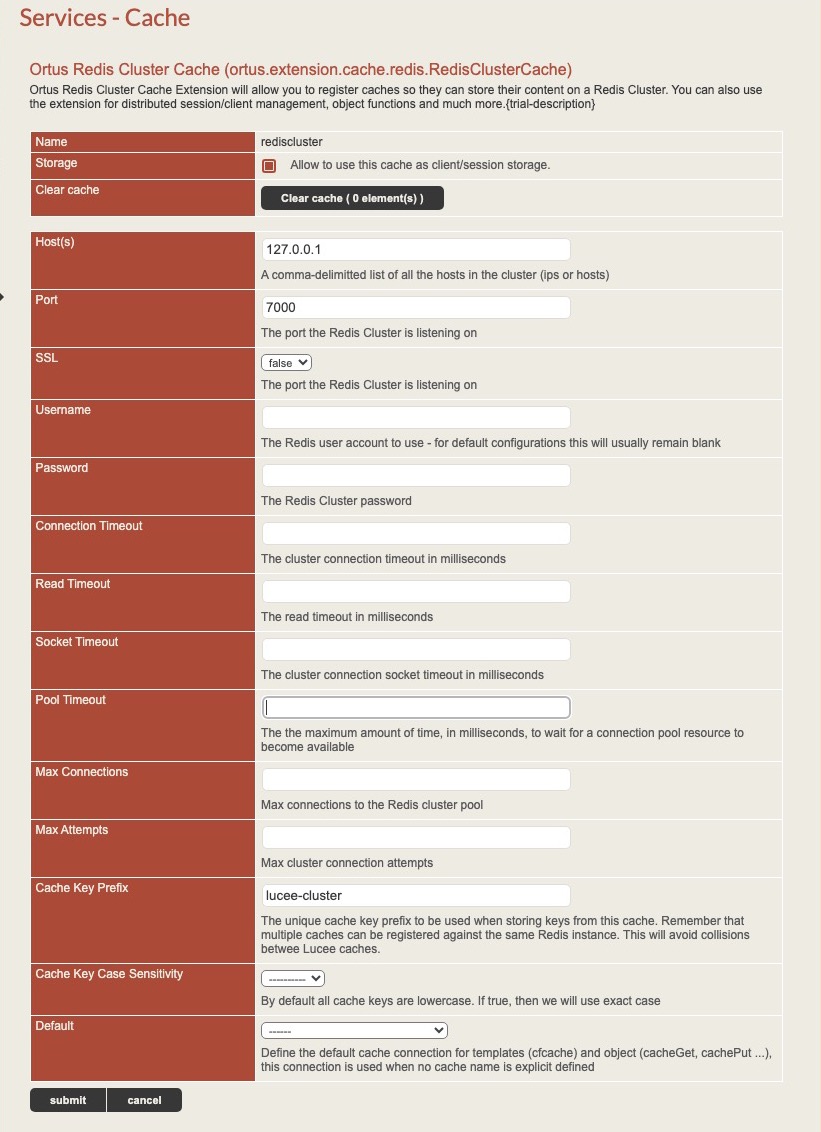 Services - Cache
Ortus Redis Cluster Cache (ortus.extension.cache.redis.RedisClusterCache)
Ortus Redis Cluster Cache Extension will allow you to register caches so they can store their content on a Redis Cluster. You can also use
the extension for distributed session/client management, object functions and much more.{trial-description}
Name
rediscluster
Storage
Allow to use this cache as client/session storage.
Clear cache
Clear cache ( 0 element(s) )
Host(s)
127.0.0.1
A comma-delimitted list of all the hosts in the cluster (ips or hosts)
Port
7000
The port the Redis Cluster is listening on
SSL
false
The port the Redis Cluster is listening on
Username
The Redis user account to use - for default configurations this will usually remain blank
Password
The Redis Cluster password
Connection Timeout
The cluster connection timeout in milliseconds
Read Timeout
The read timeout in milliseconds
Socket Timeout
The cluster connection socket timeout in milliseconds
Pool Timeout
The the maximum amount of time, in milliseconds, to wait for a connection pool resource to
become available
Max Connections
Max connections to the Redis cluster pool
Max Attempts
Max cluster connection attempts
Cache Key Prefix
lucee-cluster
The unique cache key prefix to be used when storing keys from this cache. Remember that
multiple caches can be registered against the same Redis instance. This will avoid collisions
betwee Lucee caches.
Cache Key Case Sensitivity
----------
By default all cache keys are lowercase. If true, then we will use exact case
Default
------
Define the default cache connection for templates (cfcache) and object (cacheGet, cachePut ...),
this connection is used when no cache name is explicit defined
submit
cancel